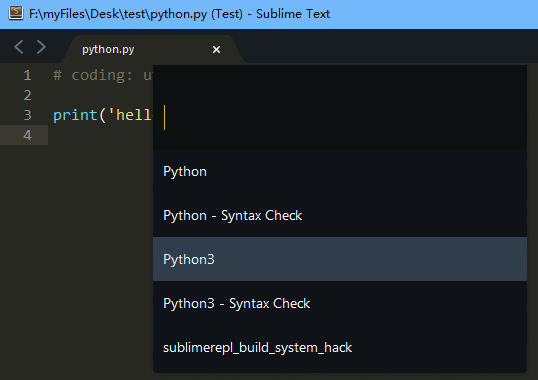 F:\myFiles\Desk\test\python.py (Test) - Sublime Text
python.py
1 # coding: u
2
3 print('hell
4
Python
Python - Syntax Check
Python3
Python3 - Syntax Check
sublimerepl_build_system_hack